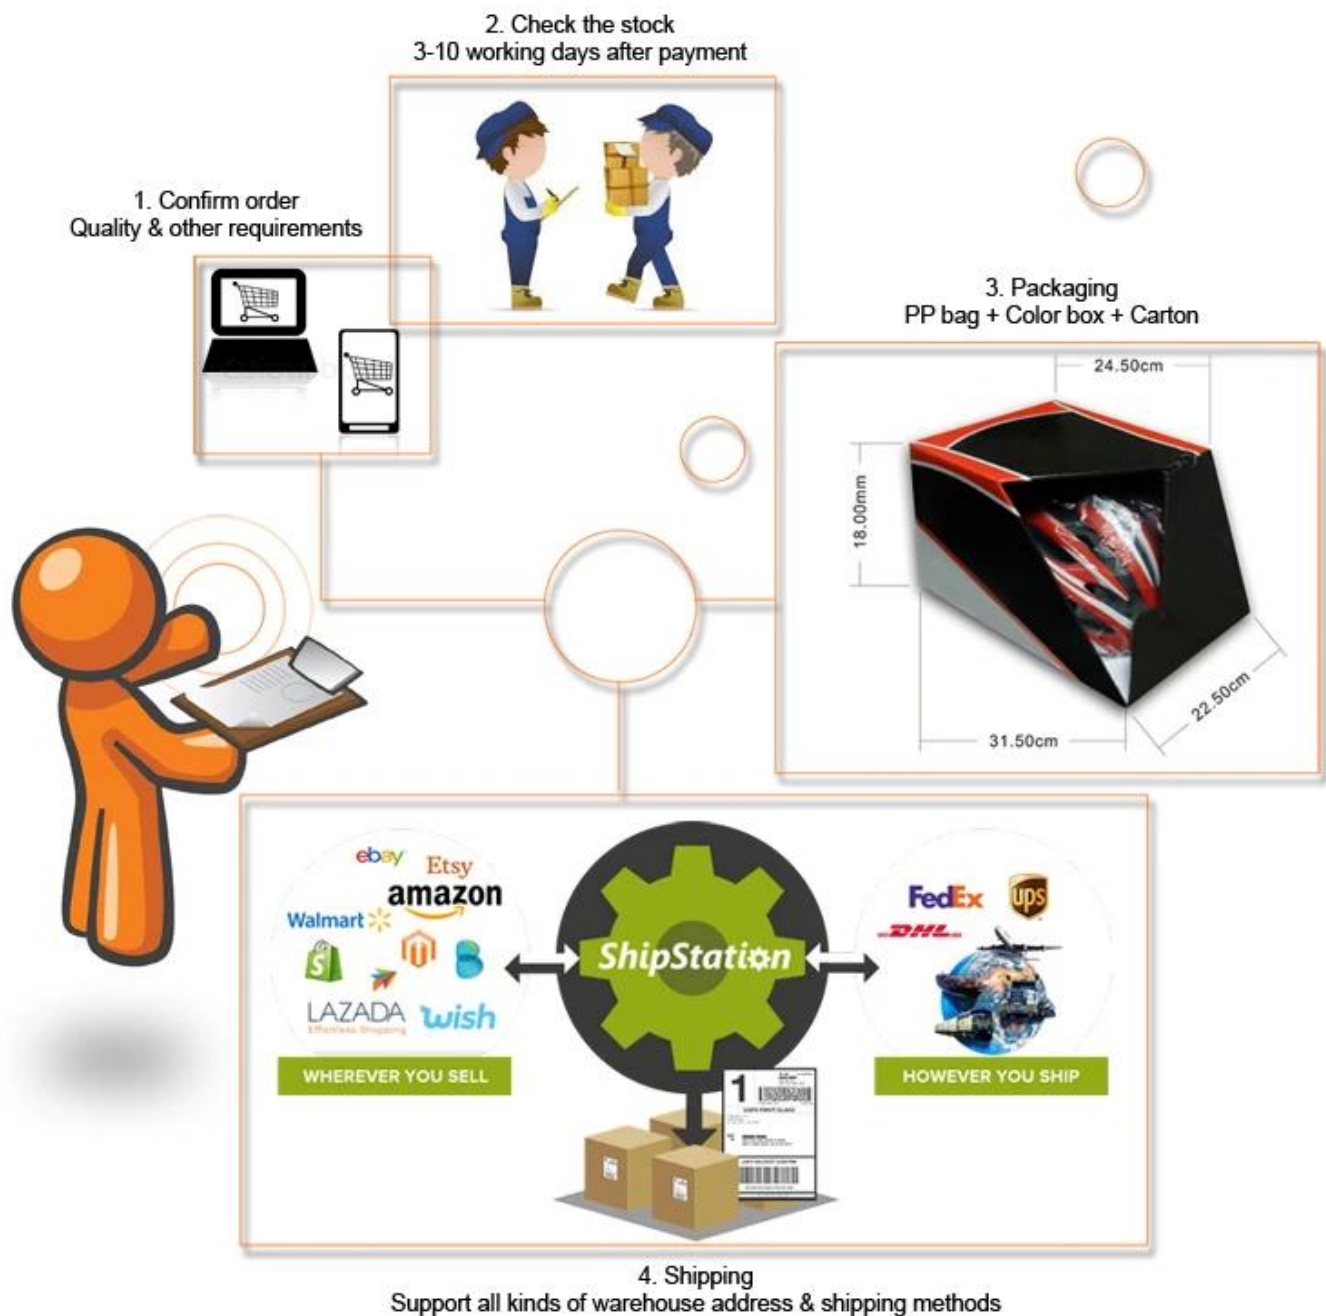 2. Check the stock
3-10 working days after payment
1. Confirm order
Quality & other requirements
3. Packaging
PP bag + Color box + Carton
24.50cm
18.00mm
22.50cm
31.50cm
ebay
Etsy
amazon
Walmart
LAZADA
Effortless Shopping
wish
WHEREVER YOU SELL
ShipStation
FedEx
ups
DHL
HOWEVER YOU SHIP
1
4. Shipping
Support all kinds of warehouse address & shipping methods